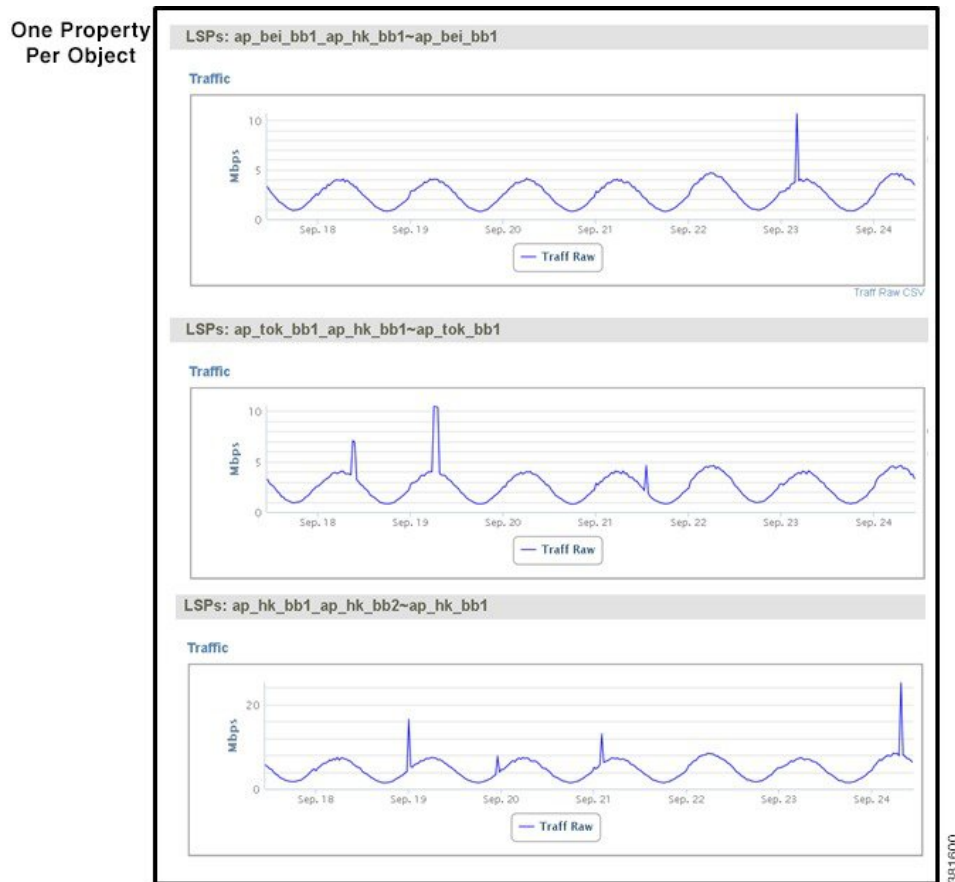 One Property
Per Object
LSPs: ap_bei_bb1_ap_hk_bb1~ap_bei_bb1
Traffic
Mbps
10
5
0
Sep. 18 Sep. 19 Sep. 20 Sep. 21 Sep. 22 Sep. 23 Sep. 24
Traff Raw
Traff Raw CSV
LSPs: ap_tok_bb1_ap_hk_bb1~ap_tok_bb1
Traffic
Mbps
10
5
0
Sep. 18 Sep. 19 Sep. 20 Sep. 21 Sep. 22 Sep. 23 Sep. 24
Traff Raw
LSPs: ap_hk_bb1_ap_hk_bb2~ap_hk_bb1
Traffic
Mbps
20
0
Sep. 18 Sep. 19 Sep. 20 Sep. 21 Sep. 22 Sep. 23 Sep. 24
Traff Raw
381600